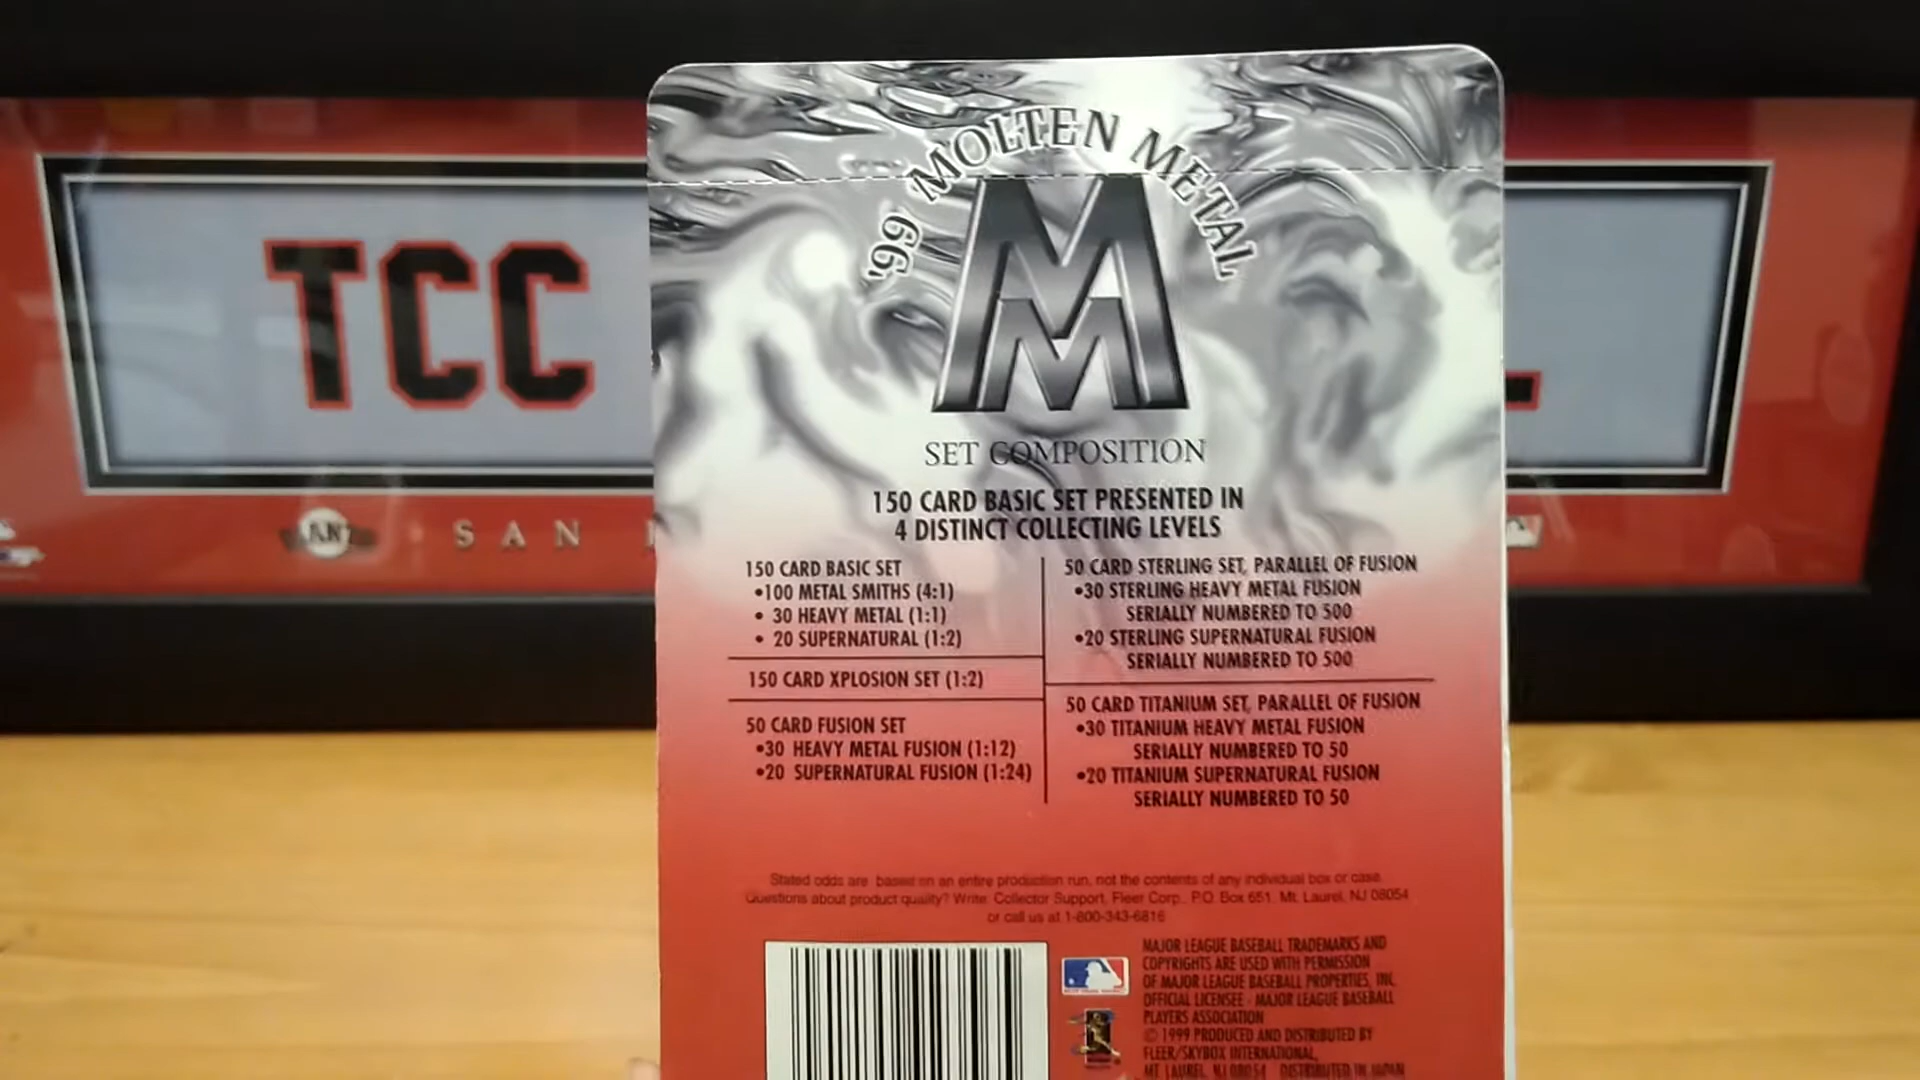 '99 MOLTEN METAL
M
M
TCC
SAN
SET COMPOSITION
150 CARD BASIC SET PRESENTED IN
4 DISTINCT COLLECTING LEVELS
150 CARD BASIC SET
•100 METAL SMITHS (4:1)
• 30 HEAVY METAL (1:1)
• 20 SUPERNATURAL (1:2)
150 CARD XPLOSION SET (1:2)
50 CARD FUSION SET
•30 HEAVY METAL FUSION (1:12)
•20 SUPERNATURAL FUSION (1:24)
50 CARD STERLING SET, PARALLEL OF FUSION
•30 STERLING HEAVY METAL FUSION
SERIALLY NUMBERED TO 500
•20 STERLING SUPERNATURAL FUSION
SERIALLY NUMBERED TO 500
50 CARD TITANIUM SET, PARALLEL OF FUSION
•30 TITANIUM HEAVY METAL FUSION
SERIALLY NUMBERED TO 50
•20 TITANIUM SUPERNATURAL FUSION
SERIALLY NUMBERED TO 50
Stated odds are based on an entire production run, not the contents of any individual box or case.
Questions about product quality? Write: Collector Support, Fleer Corp., P.O. Box 651, Mt. Laurel, NJ 08054
or call us at 1-800-343-6816
MAJOR LEAGUE BASEBALL TRADEMARKS AND
COPYRIGHTS ARE USED WITH PERMISSION
OF MAJOR LEAGUE BASEBALL PROPERTIES, INC.
OFFICIAL LICENSEE - MAJOR LEAGUE BASEBALL
PLAYERS ASSOCIATION
© 1999 PRODUCED AND DISTRIBUTED BY
FLEER/SKYBOX INTERNATIONAL,
MT. LAUREL, NJ 08054 DISTRIBUTED IN JAPAN